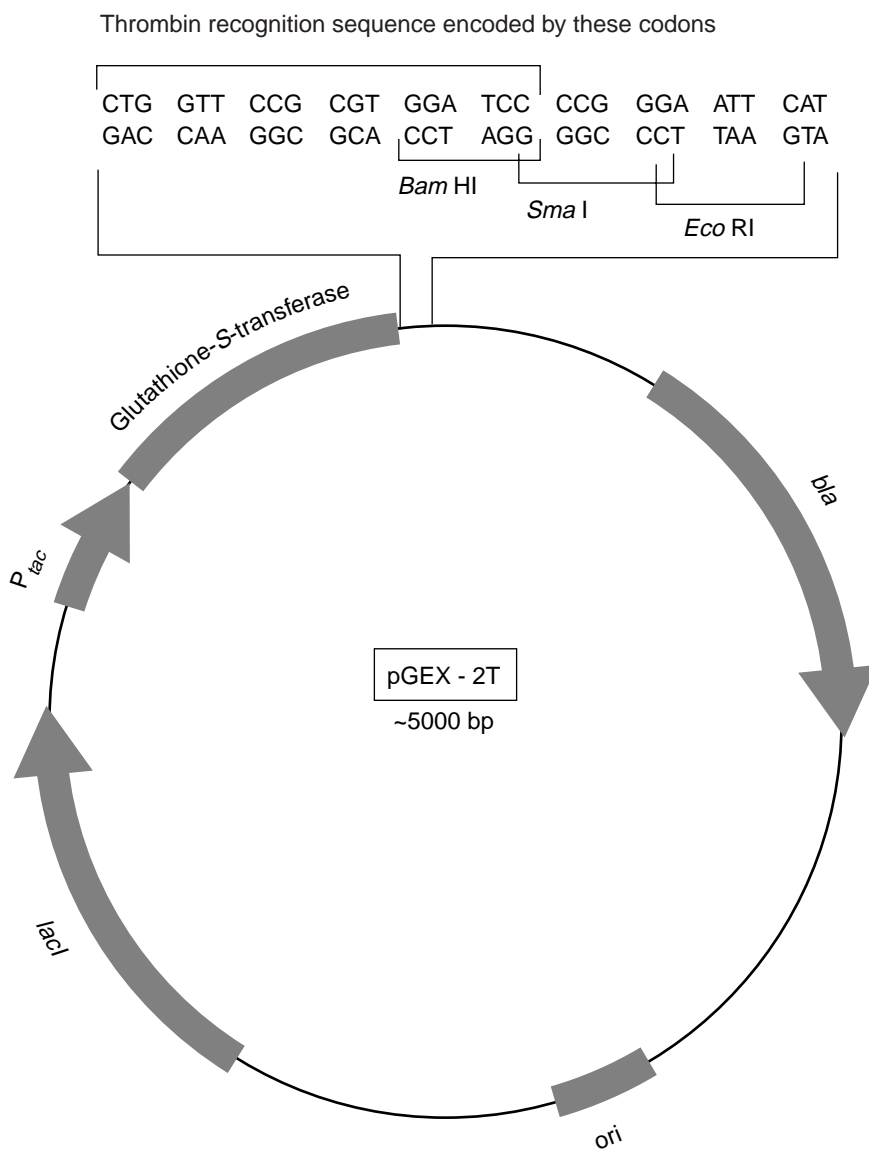 Thrombin recognition sequence encoded by these codons
CTG GTT CCG CGT GGA TCC CCG GGA ATT CAT
GAC CAA GGC GCA CCT AGG GGC CCT TAA GTA
Bam HI
Sma I
Eco RI
Glutathione-S-transferase
bla
P tac
pGEX - 2T
~5000 bp
lacI
ori